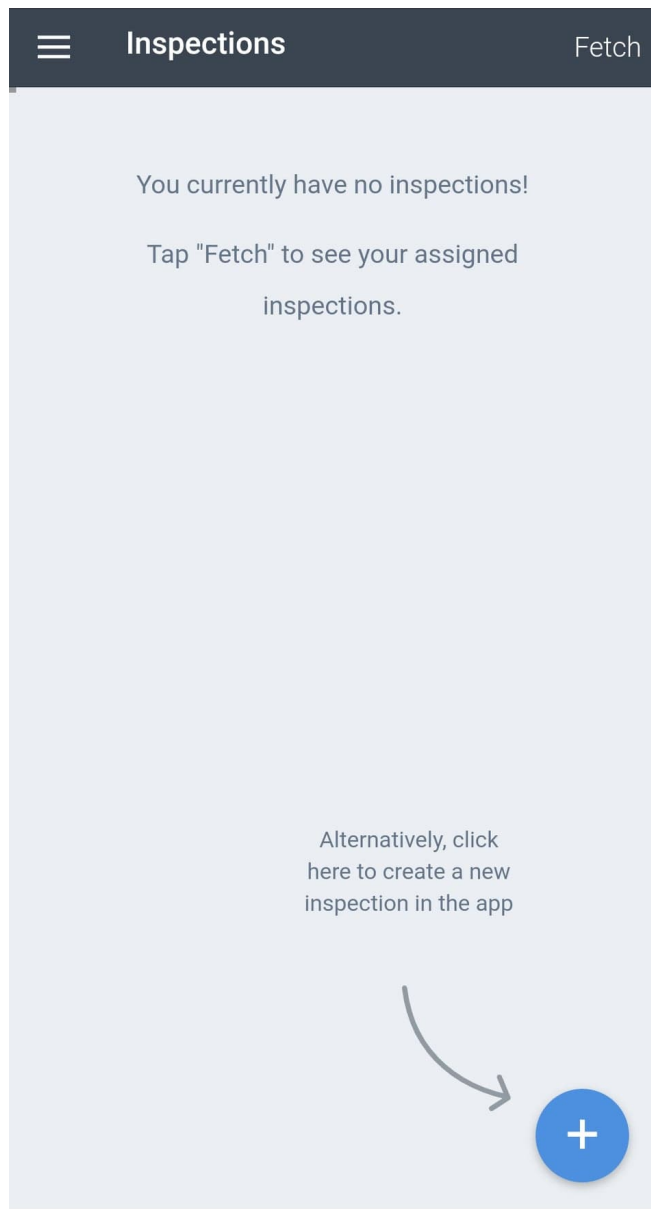 Inspections
Fetch
You currently have no inspections!
Tap "Fetch" to see your assigned
inspections.
Alternatively, click
here to create a new
inspection in the app
+